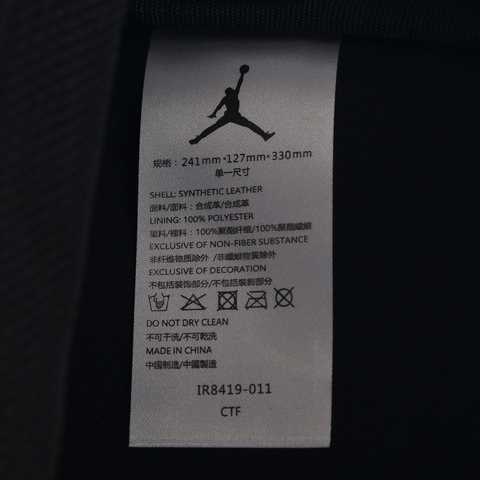 规格：241mm*127mm*330mm
单一尺寸
SHELL: SYNTHETIC LEATHER
面料/面料：合成革/合成革
LINING: 100% POLYESTER
里料/裡料：100%聚酯纤维/100%聚酯纖維
EXCLUSIVE OF NON-FIBER SUBSTANCE
非纤维物质除外 /非纖維物質除外
EXCLUSIVE OF DECORATION
不包括装饰部分/不包括裝飾部分
DO NOT DRY CLEAN
不可干洗/不可乾洗
MADE IN CHINA
中国制造/中國製造
IR8419-011
CTF